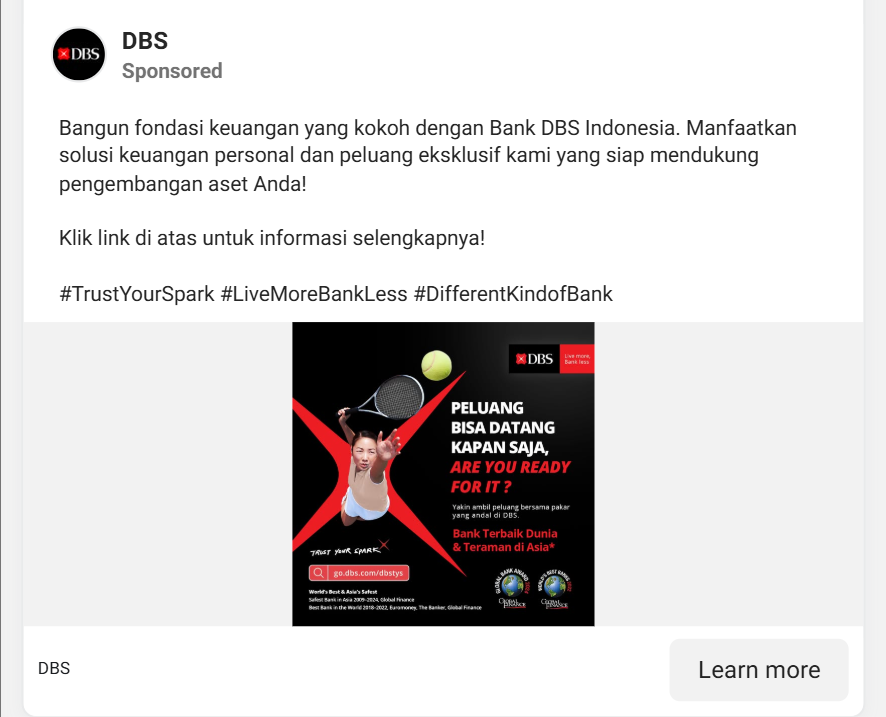 DBS
DBS
Sponsored
Bangun fondasi keuangan yang kokoh dengan Bank DBS Indonesia. Manfaatkan
solusi keuangan personal dan peluang eksklusif kami yang siap mendukung
pengembangan aset Anda!
Klik link di atas untuk informasi selengkapnya!
#TrustYourSpark #LiveMoreBankLess #DifferentKindofBank
DBS
Live more,
Bank less
PELUANG
BISA DATANG
KAPAN SAJA,
ARE YOU READY
FOR IT ?
Yakin ambil peluang bersama pakar
yang andal di DBS.
Bank Terbaik Dunia
& Teraman di Asia*
TRUST YOUR SPARK
go.dbs.com/dbstys
GLOBAL BANK AWARD
GLOBAL
FINANCE
WORLD'S BEST BANKS
GLOBAL
FINANCE
World's Best & Asia's Safest
Safest Bank in Asia 2009-2024, Global Finance
Best Bank in the World 2018-2022, Euromoney, The Banker, Global Finance
DBS
Learn more